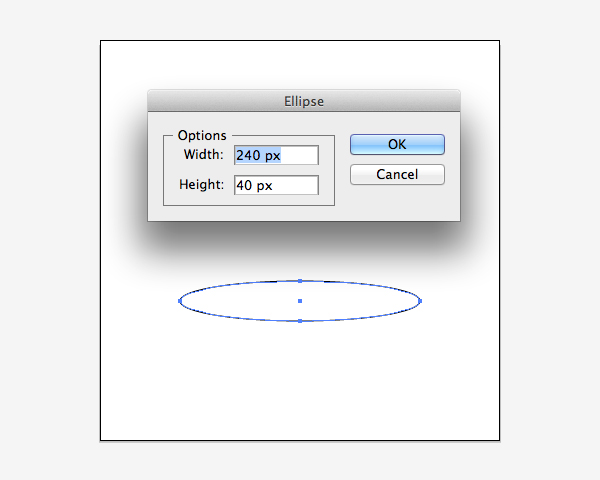 Ellipse
Options
Width: 240 px
Height: 40 px
OK
Cancel